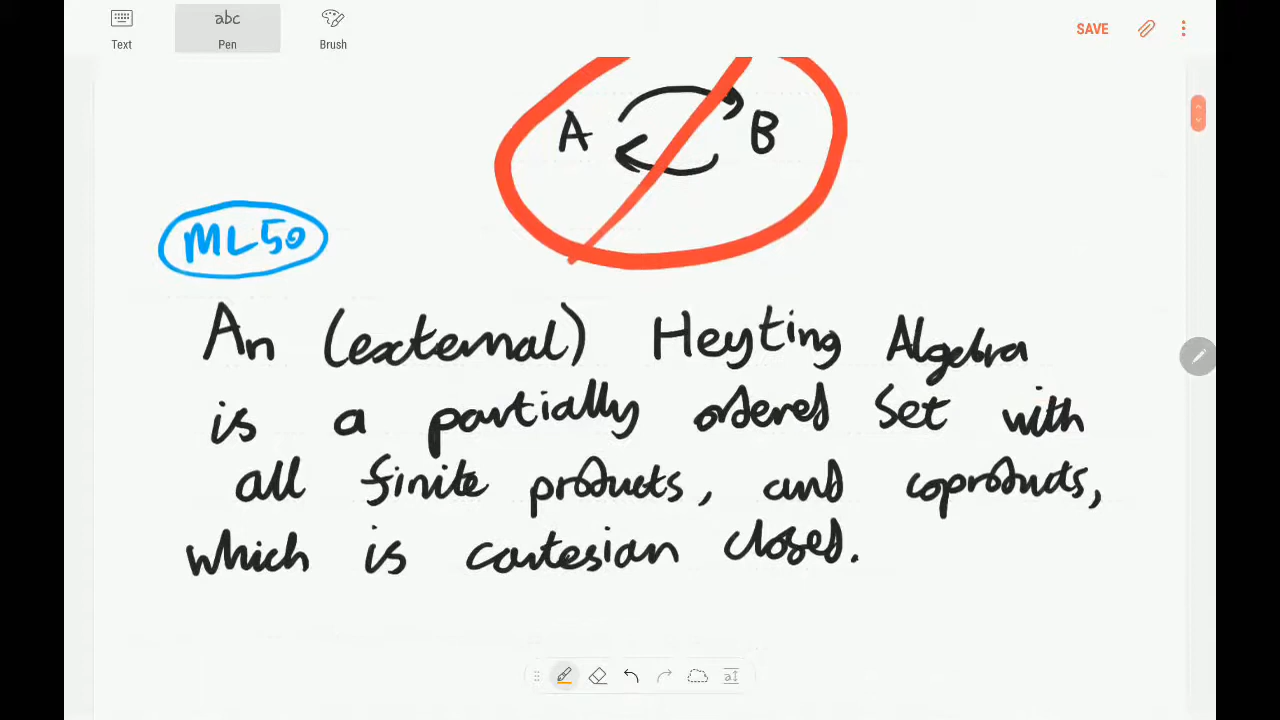 abc
Text
Pen
Brush
SAVE
A B
ML50
An (external) Heyting Algebra
is a partially ordered Set with
all finite products, and coproducts,
which is cartesian closed.